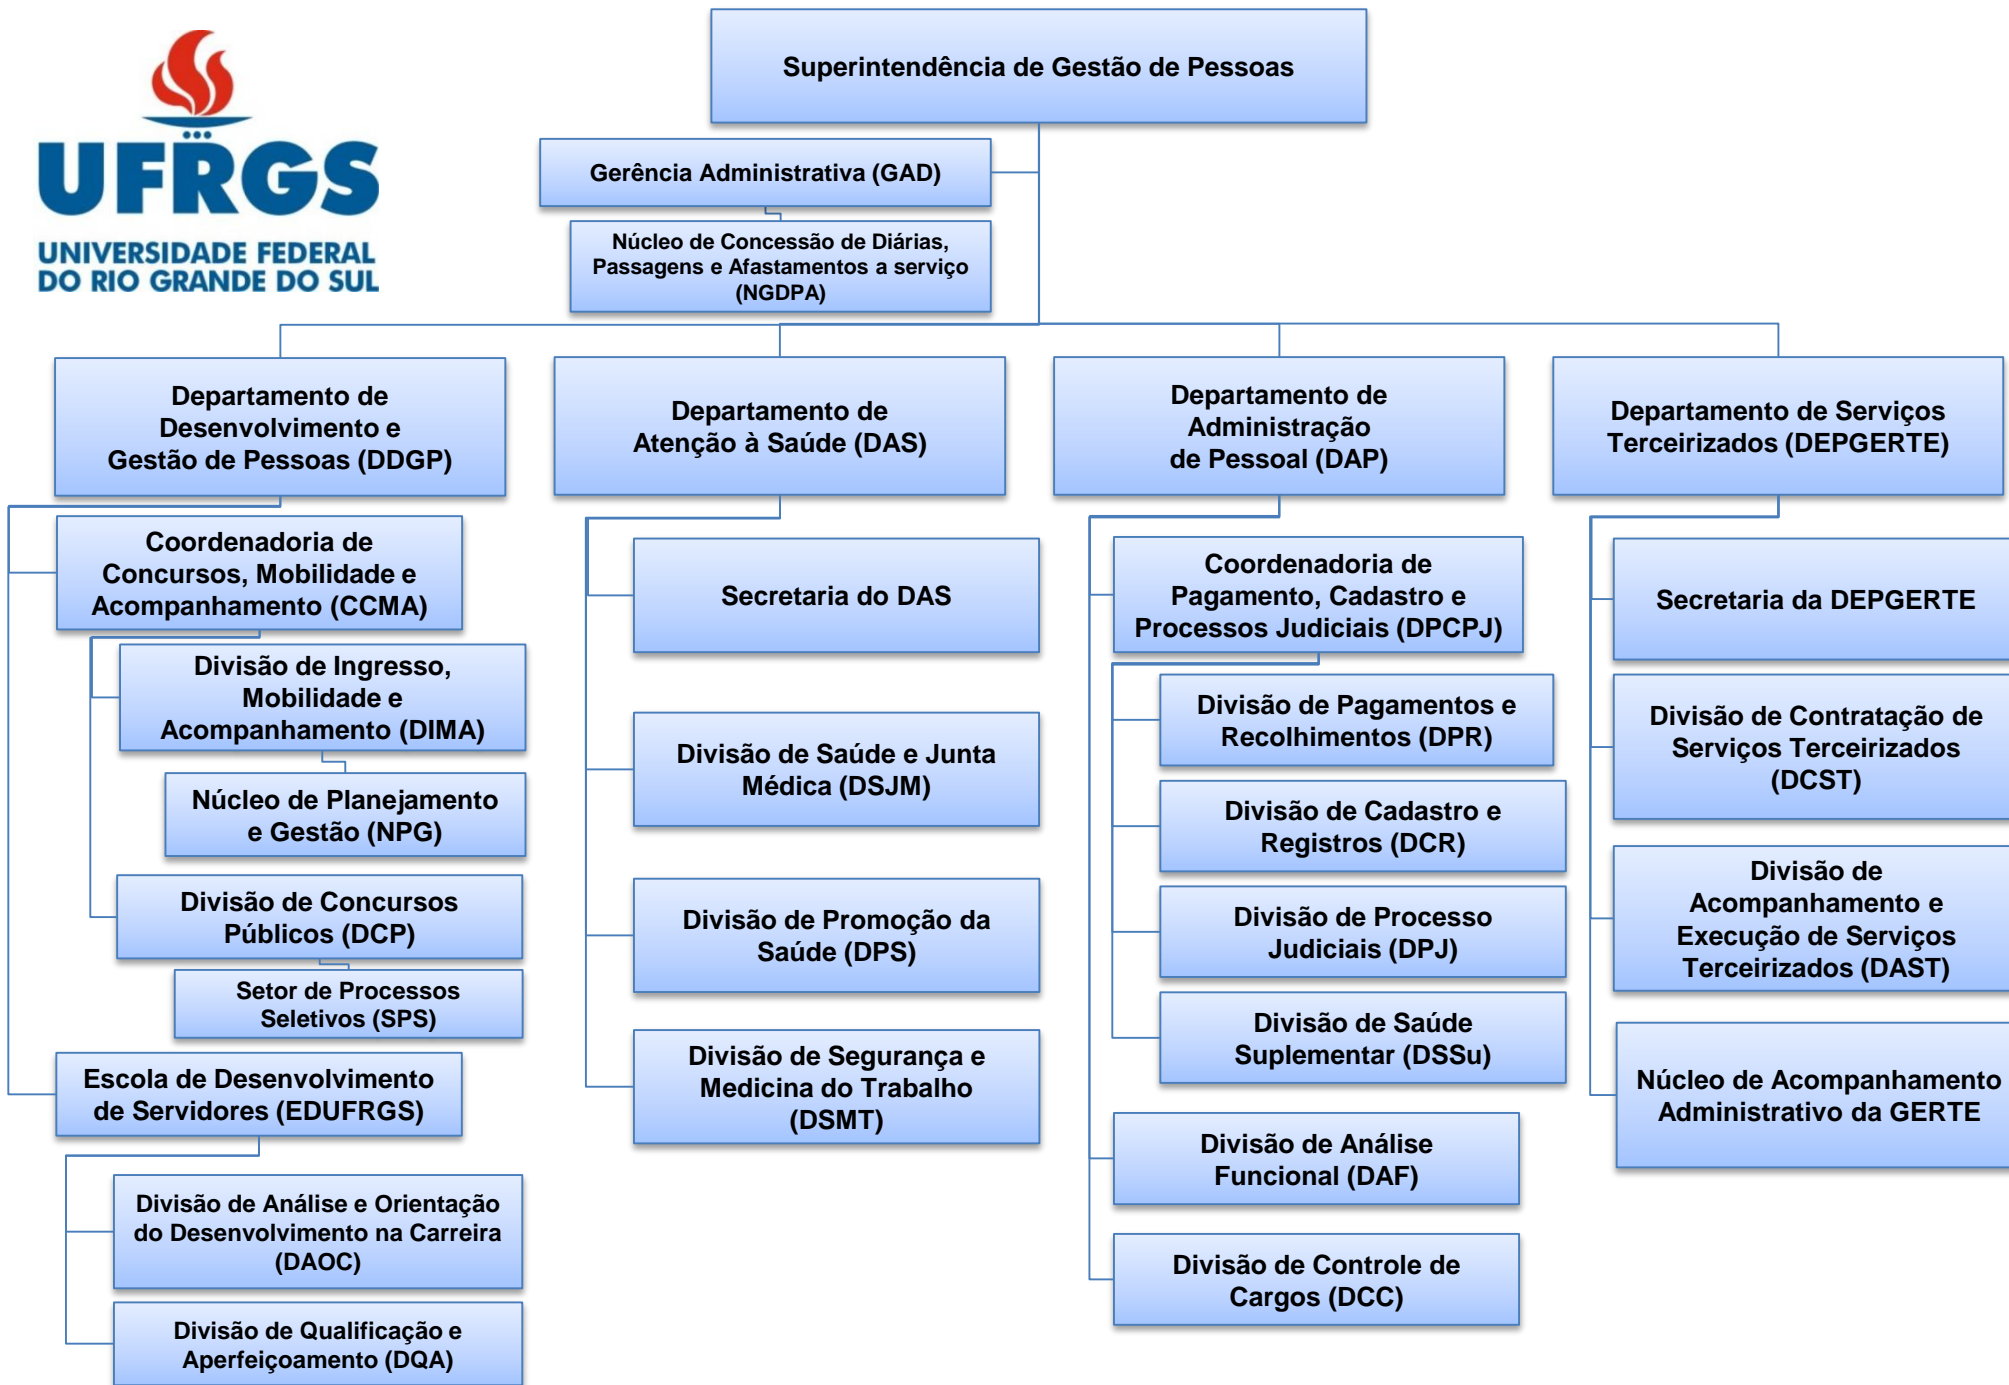 UFRGS
UNIVERSIDADE FEDERAL
DO RIO GRANDE DO SUL
Superintendência de Gestão de Pessoas
Gerência Administrativa (GAD)
Núcleo de Concessão de Diárias,
Passagens e Afastamentos a serviço
(NGDPA)
Departamento de
Desenvolvimento e
Gestão de Pessoas (DDGP)
Coordenadoria de
Concursos, Mobilidade e
Acompanhamento (CCMA)
Divisão de Ingresso,
Mobilidade e
Acompanhamento (DIMA)
Núcleo de Planejamento
e Gestão (NPG)
Divisão de Concursos
Públicos (DCP)
Setor de Processos
Seletivos (SPS)
Escola de Desenvolvimento
de Servidores (EDUFRGS)
Divisão de Análise e Orientação
do Desenvolvimento na Carreira
(DAOC)
Divisão de Qualificação e
Aperfeiçoamento (DQA)
Departamento de
Atenção à Saúde (DAS)
Secretaria do DAS
Divisão de Saúde e Junta
Médica (DSJM)
Divisão de Promoção da
Saúde (DPS)
Divisão de Segurança e
Medicina do Trabalho
(DSMT)
Departamento de
Administração
de Pessoal (DAP)
Coordenadoria de
Pagamento, Cadastro e
Processos Judiciais (DPCPJ)
Divisão de Pagamentos e
Recolhimentos (DPR)
Divisão de Cadastro e
Registros (DCR)
Divisão de Processo
Judiciais (DPJ)
Divisão de Saúde
Suplementar (DSSu)
Divisão de Análise
Funcional (DAF)
Divisão de Controle de
Cargos (DCC)
Departamento de Serviços
Terceirizados (DEPGERTE)
Secretaria da DEPGERTE
Divisão de Contratação de
Serviços Terceirizados
(DCST)
Divisão de
Acompanhamento e
Execução de Serviços
Terceirizados (DAST)
Núcleo de Acompanhamento
Administrativo da GERTE